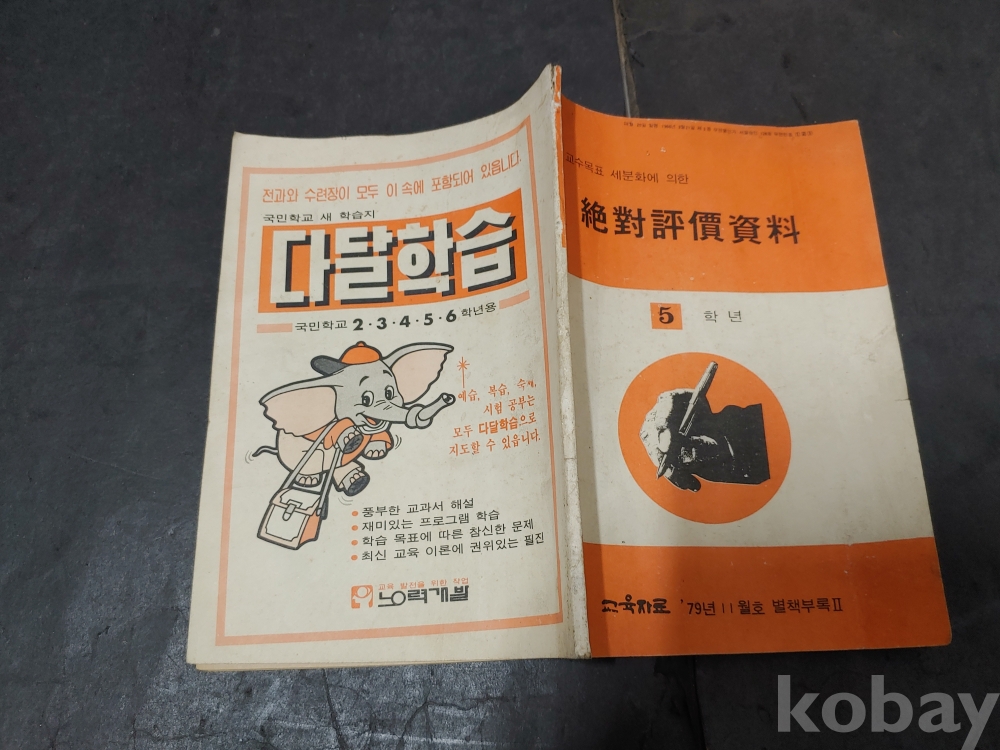 전과와 수련장이 모두 이 속에 포함되어 있읍니다.
국민학교 새 학습지
다달학습
국민학교 2·3·4·5·6 학년용
예습, 복습, 숙제,
시험 공부는
모두 다달학습으로
지도할 수 있읍니다.
• 풍부한 교과서 해설
• 재미있는 프로그램 학습
• 학습 목표에 따른 참신한 문제
• 최신 교육 이론에 권위있는 필진
교육 발전을 위한 작업
노력개발
교수목표 세분화에 의한
絶對評價資料
5 학년
교육자료 '79년 11월호 별책부록Ⅱ
kobay